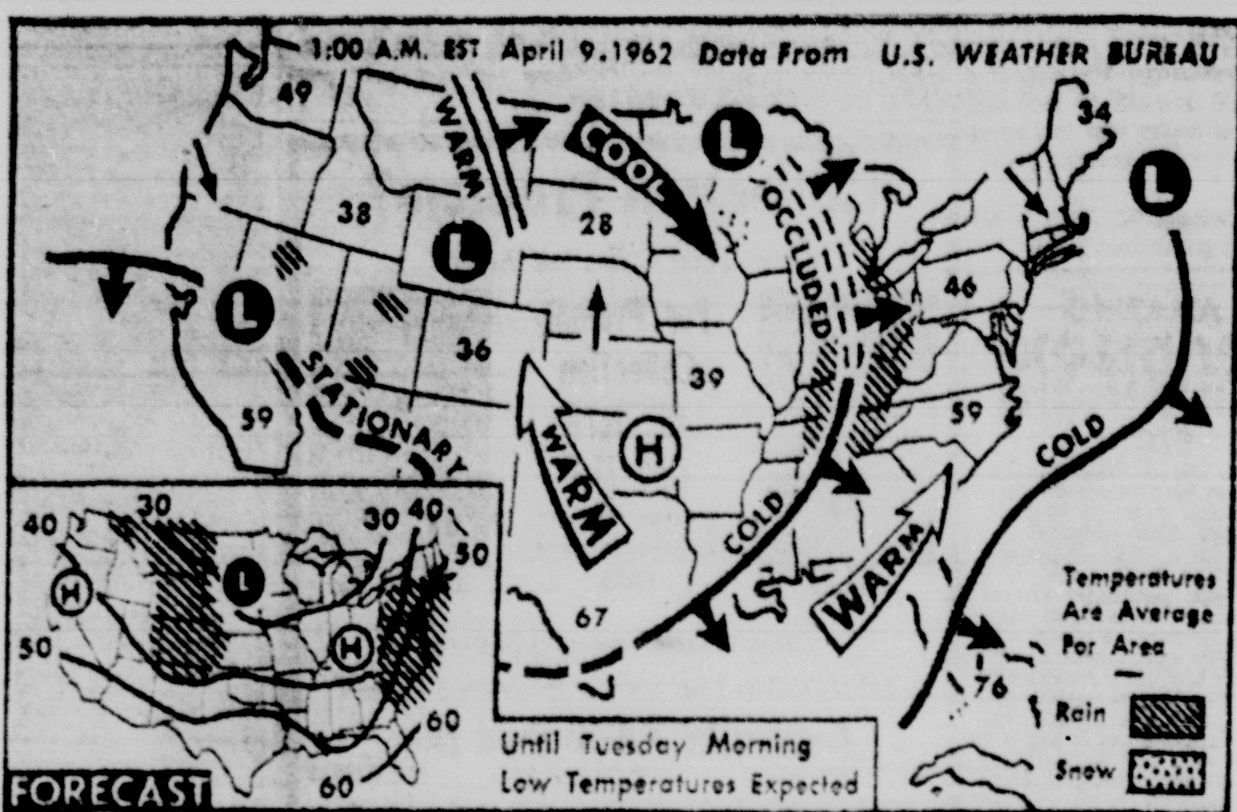 1:00 A.M. EST April 9.1962 Data From U.S. WEATHER BUREAU
49
WARM
COOL
L
34
L
OCCLUDED
38
L
28
L
46
36
39
STATIONARY
59
59
H
WARM
COLD
COLD
WARM
67
76
Temperatures
Are Average
Per Area
Rain
Snow
40
30
30
40
50
H
L
H
50
60
60
FORECAST
Until Tuesday Morning
Low Temperatures Expected